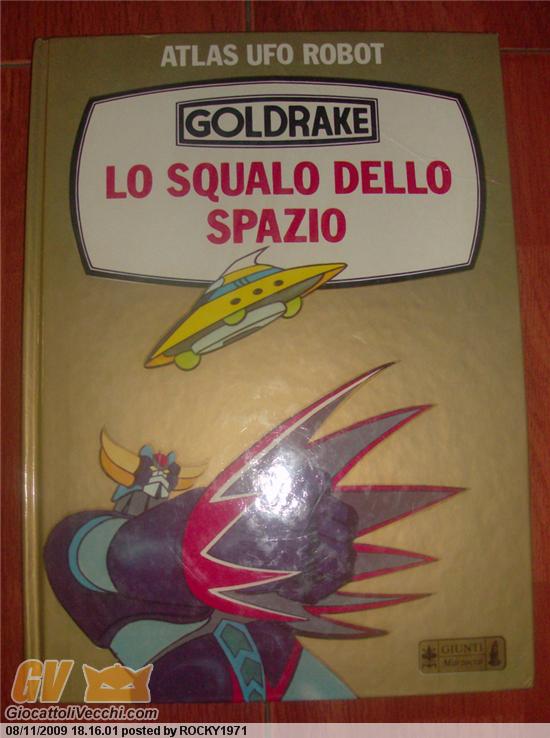 ATLAS UFO ROBOT
GOLDRAKE
LO SQUALO DELLO
SPAZIO
GIUNTI
Marzocco
GV
GiocattoliVecchi.com
08/11/2009 18.16.01 posted by ROCKY1971